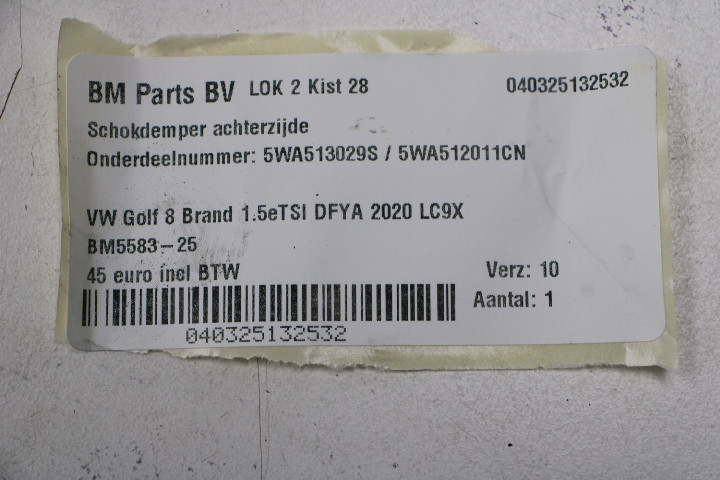 BM Parts BV LOK 2 Kist 28 040325132532
Schokdemper achterzijde
Onderdeelnummer: 5WA513029S / 5WA512011CN
VW Golf 8 Brand 1.5eTSI DFYA 2020 LC9X
BM5583-25
45 euro incl BTW Verz: 10
Aantal: 1
040325132532